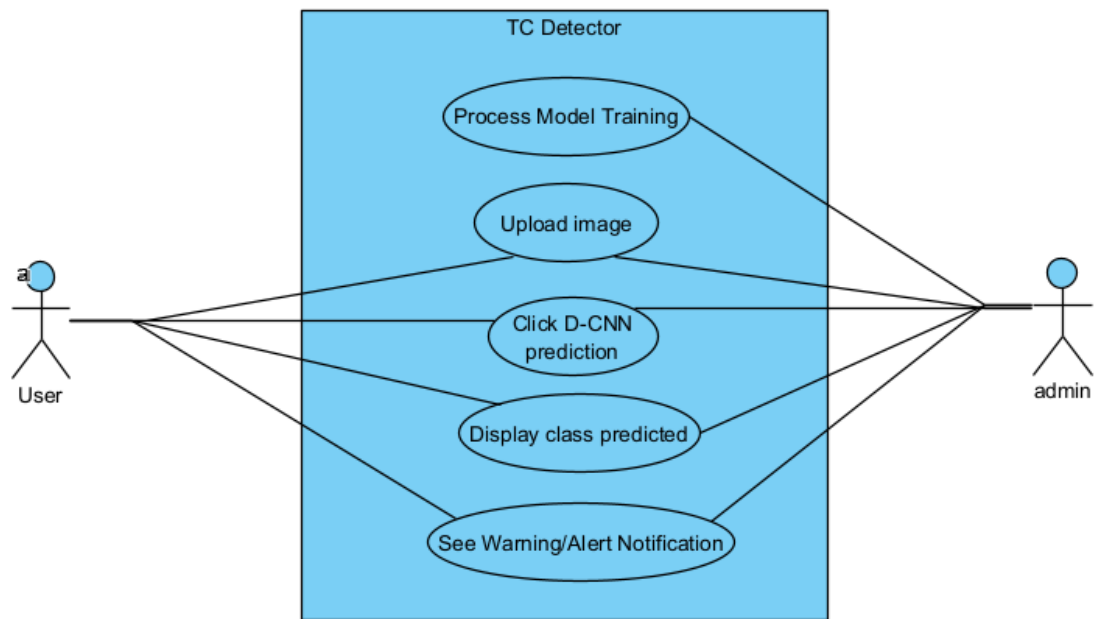 TC Detector
Process Model Training
Upload image
a
Click D-CNN
prediction
User
admin
Display class predicted
See Warning/Alert Notification